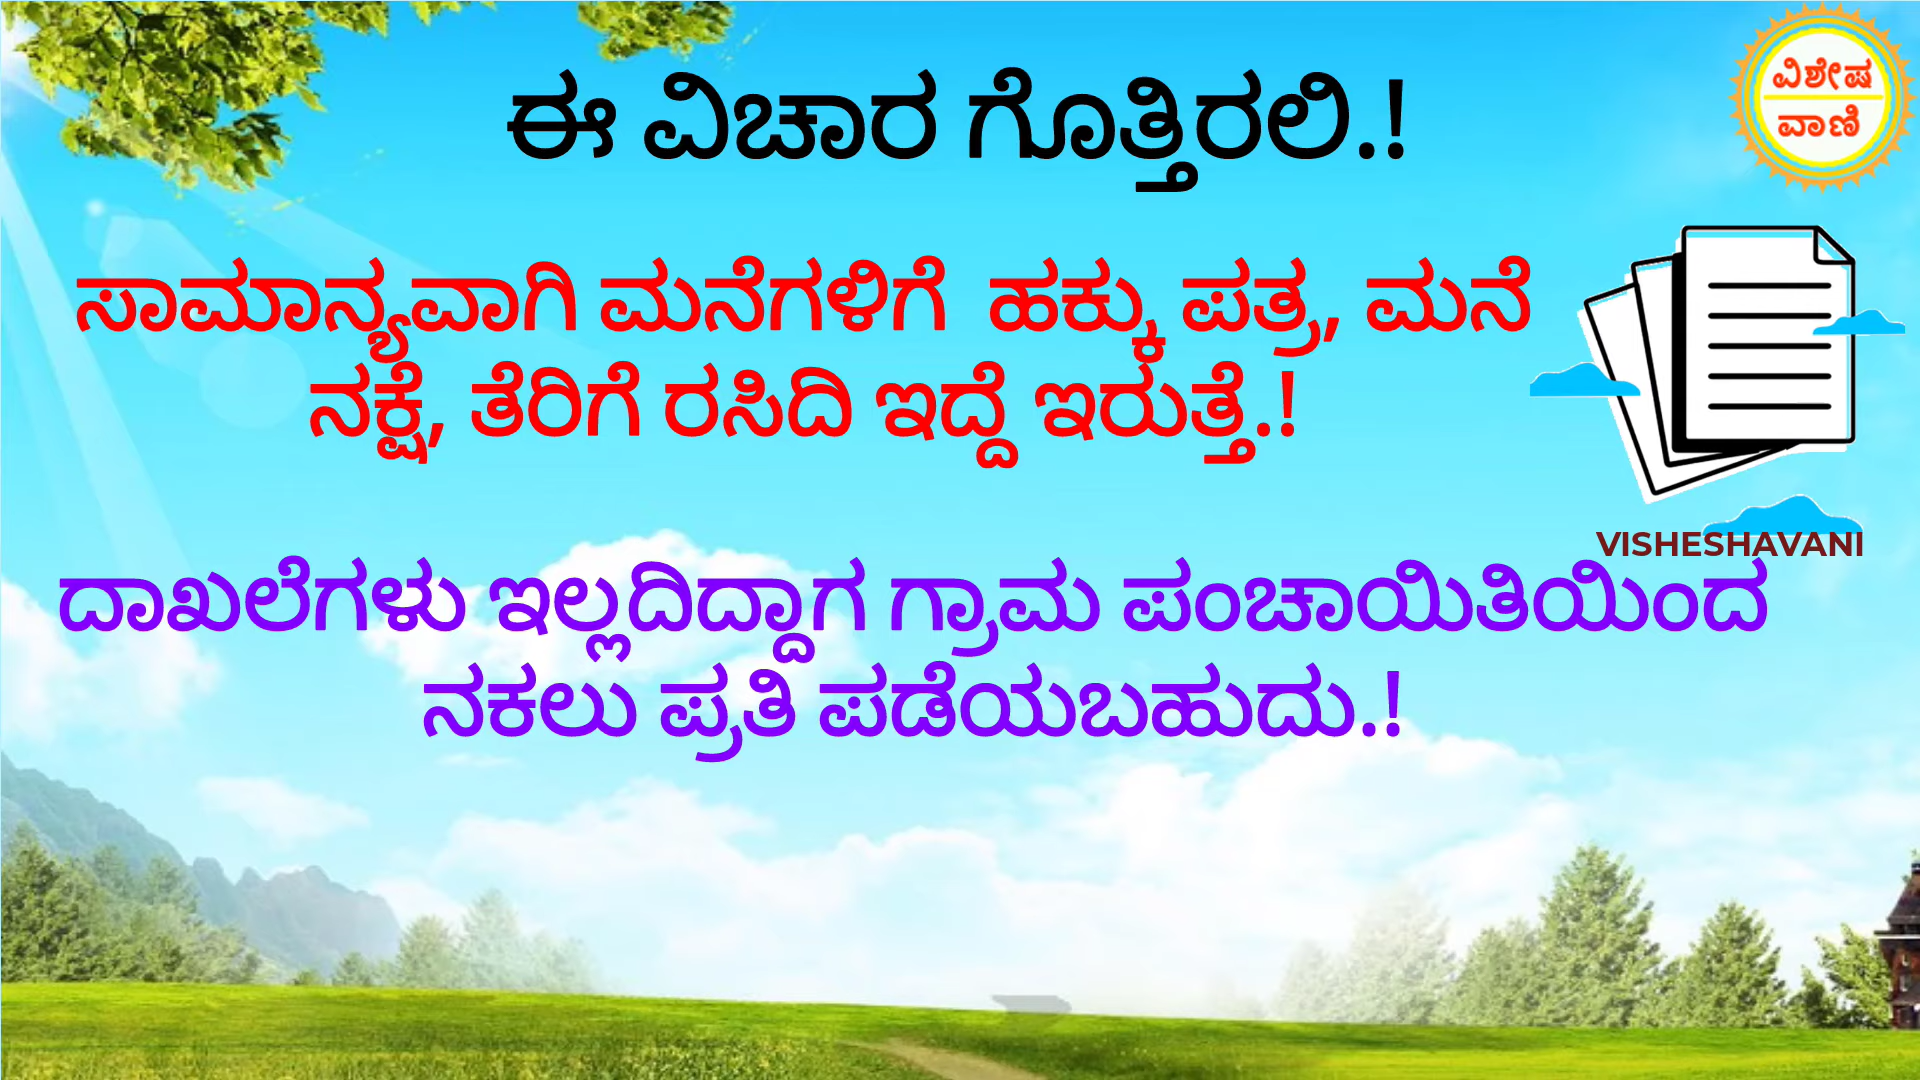 ಈ ವಿಚಾರ ಗೊತ್ತಿರಲಿ.!
ವಿಶೇಷ
ವಾಣಿ
ಸಾಮಾನ್ಯವಾಗಿ ಮನೆಗಳಿಗೆ ಹಕ್ಕು ಪತ್ರ, ಮನೆ
ನಕ್ಷೆ, ತೆರಿಗೆ ರಸಿದಿ ಇದ್ದೆ ಇರುತ್ತೆ.!
VISHESHAVANI
ದಾಖಲೆಗಳು ಇಲ್ಲದಿದ್ದಾಗ ಗ್ರಾಮ ಪಂಚಾಯಿತಿಯಿಂದ
ನಕಲು ಪ್ರತಿ ಪಡೆಯಬಹುದು.!